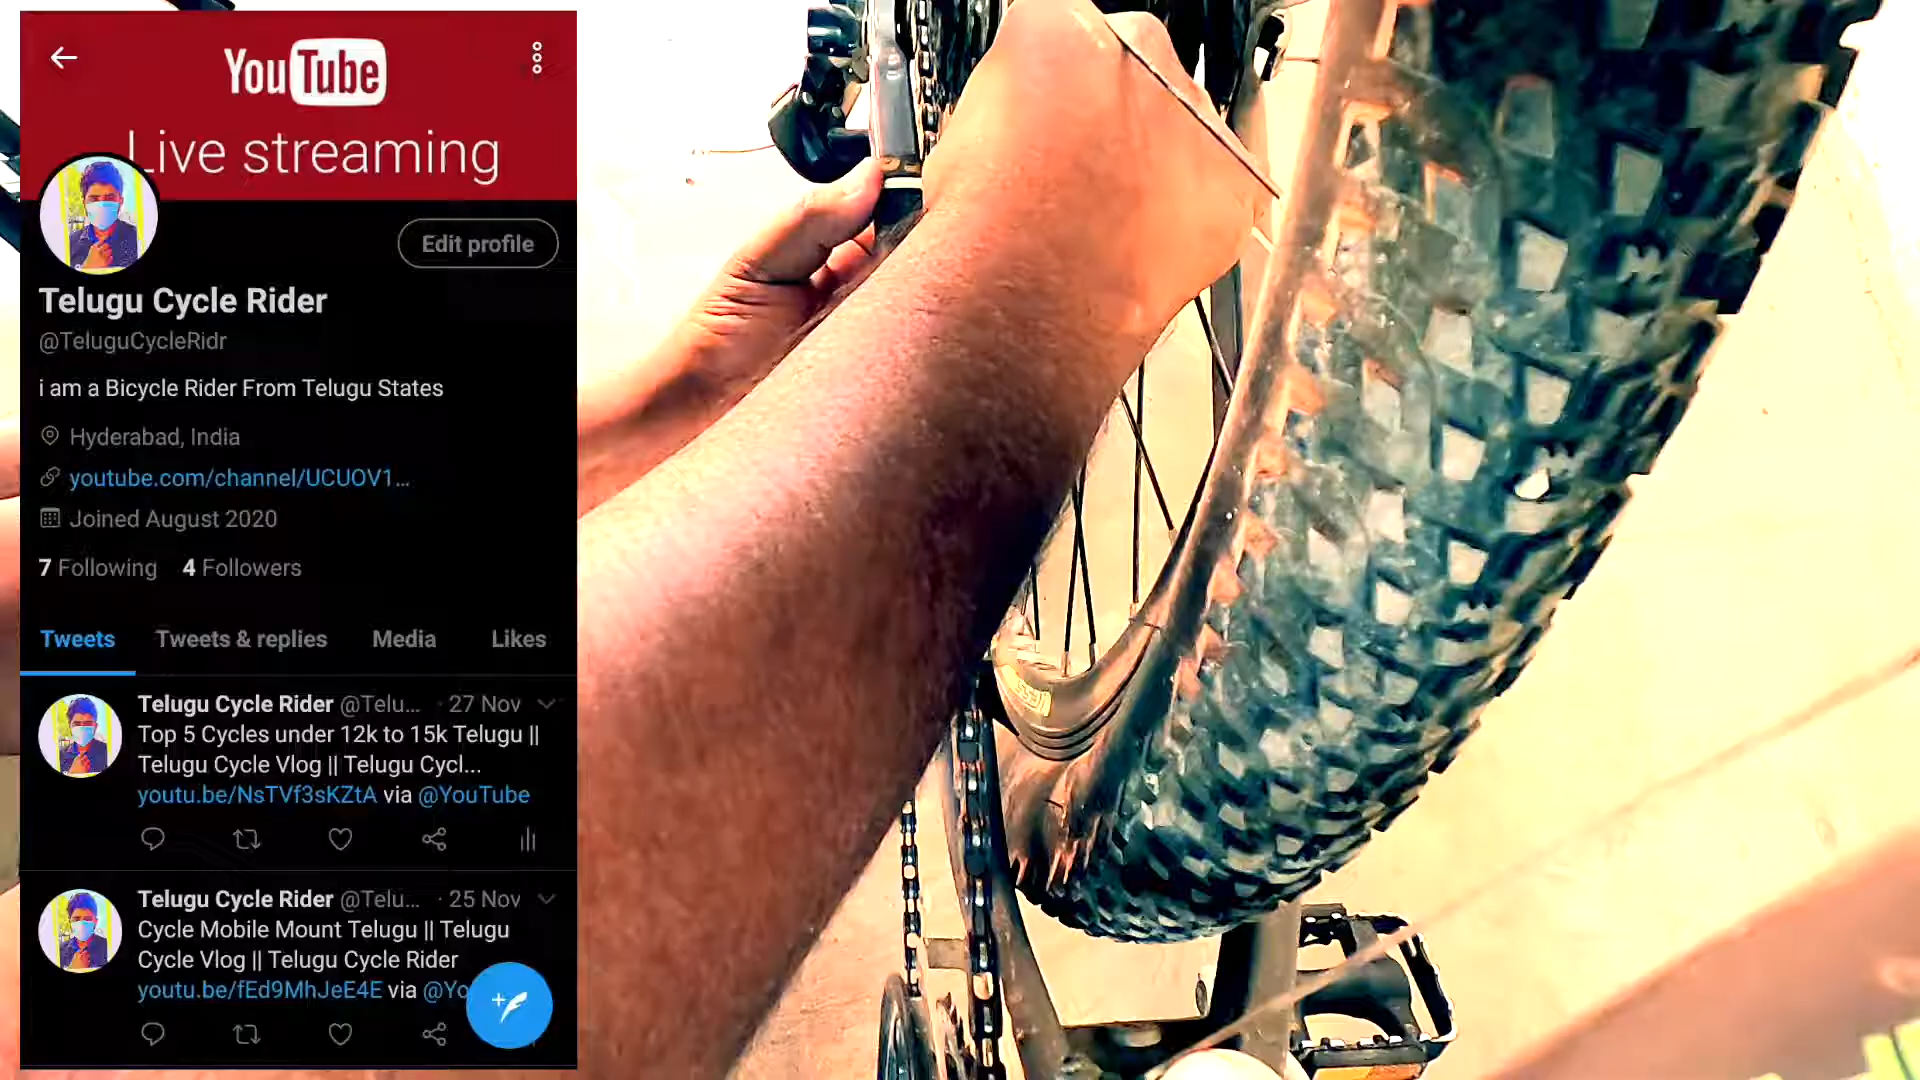 YouTube
Live streaming
Edit profile
Telugu Cycle Rider
@TeluguCycleRidr
i am a Bicycle Rider From Telugu States
Hyderabad, India
youtube.com/channel/UCUOV1...
Joined August 2020
7 Following 4 Followers
Tweets Tweets & replies Media Likes
Telugu Cycle Rider @Telu... · 27 Nov
Top 5 Cycles under 12k to 15k Telugu ||
Telugu Cycle Vlog || Telugu Cycl...
youtu.be/NsTVf3sKZtA via @YouTube
Telugu Cycle Rider @Telu... · 25 Nov
Cycle Mobile Mount Telugu || Telugu
Cycle Vlog || Telugu Cycle Rider
youtu.be/fEd9MhJeE4E via @Yo